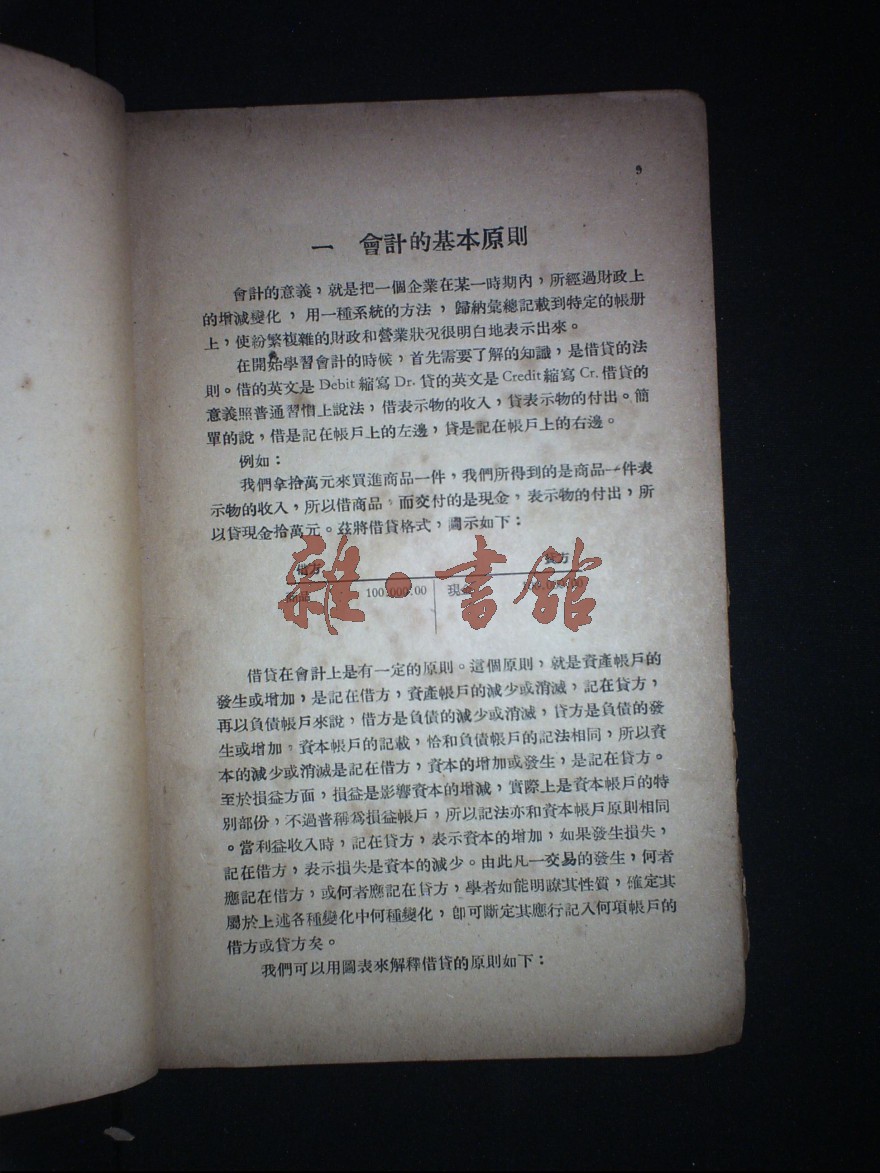 9
一　會計的基本原則
會計的意義，就是把一個企業在某一時期內，所經過財政上
的增減變化，用一種系統的方法，歸納彙總記載到特定的帳册
上，使紛繁複雜的財政和營業狀况很明白地表示出來。
在開始學習會計的時候，首先需要了解的知識，是借貸的法
則。借的英文是 Debit 縮寫 Dr. 貸的英文是 Credit 縮寫 Cr. 借貸的
意義照普通習慣上說法，借表示物的收入，貸表示物的付出。簡
單的說，借是記在帳戶上的左邊，貸是記在帳戶上的右邊。
例如：
我們拿拾萬元來買進商品一件，我們所得到的是商品一件表
示物的收入，所以借商品。而交付的是現金，表示物的付出，所
以貸現金拾萬元。茲將借貸格式，圖示如下：
借方　貸方
商品　100,000.00　現金　100,000.00
雜·書館
借貸在會計上是有一定的原則。這個原則，就是資產帳戶的
發生或增加，是記在借方，資產帳戶的減少或消滅，記在貸方，
再以負債帳戶來說，借方是負債的減少或消滅，貸方是負債的發
生或增加。資本帳戶的記載，恰和負債帳戶的記法相同，所以資
本的減少或消滅是記在借方，資本的增加或發生，是記在貸方。
至於損益方面，損益是影響資本的增減，實際上是資本帳戶的特
別部份，不過普稱爲損益帳戶，所以記法亦和資本帳戶原則相同
。當利益收入時，記在貸方，表示資本的增加，如果發生損失，
記在借方，表示損失是資本的減少。由此凡一交易的發生，何者
應記在借方，或何者應記在貸方，學者如能明瞭其性質，確定其
屬於上述各種變化中何種變化，卽可斷定其應行記入何項帳戶的
借方或貸方矣。
我們可以用圖表來解釋借貸的原則如下：